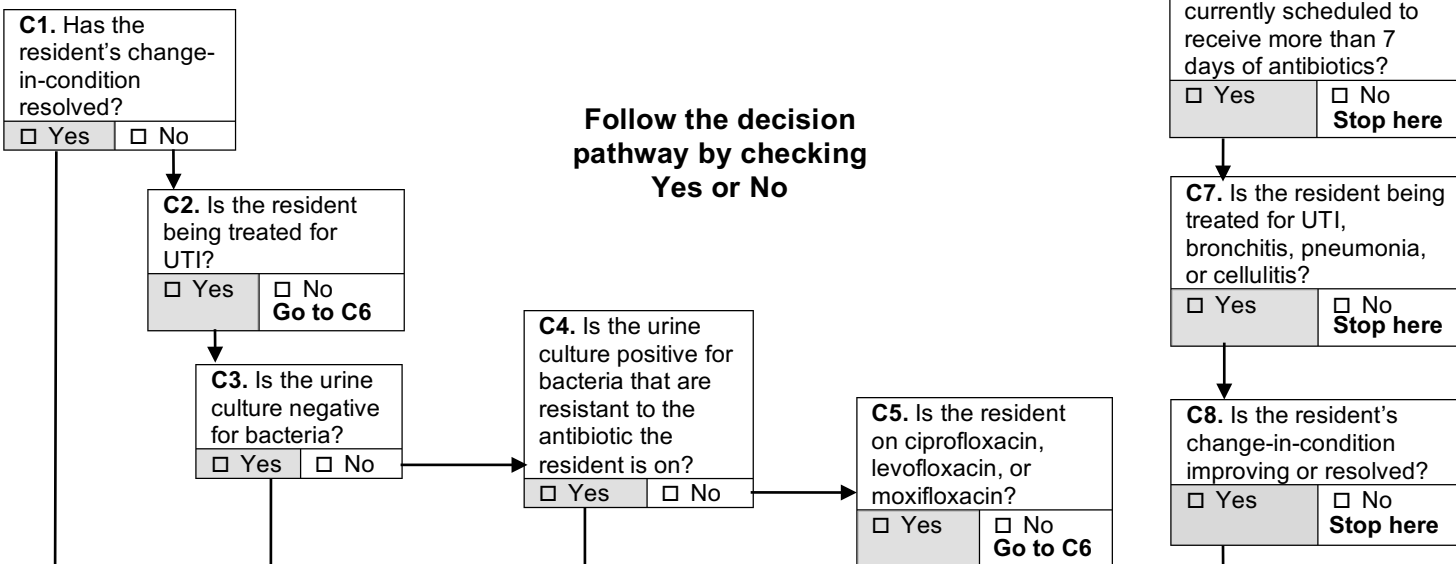 C1. Has the
resident's change-
in-condition
resolved?
☐ Yes ☐ No
Follow the decision
pathway by checking
Yes or No
C2. Is the resident
being treated for
UTI?
☐ Yes ☐ No
Go to C6
C3. Is the urine
culture negative
for bacteria?
☐ Yes ☐ No
C4. Is the urine
culture positive for
bacteria that are
resistant to the
antibiotic the
resident is on?
☐ Yes ☐ No
C5. Is the resident
on ciprofloxacin,
levofloxacin, or
moxifloxacin?
☐ Yes ☐ No
Go to C6
currently scheduled to
receive more than 7
days of antibiotics?
☐ Yes ☐ No
Stop here
C7. Is the resident being
treated for UTI,
bronchitis, pneumonia,
or cellulitis?
☐ Yes ☐ No
Stop here
C8. Is the resident's
change-in-condition
improving or resolved?
☐ Yes ☐ No
Stop here